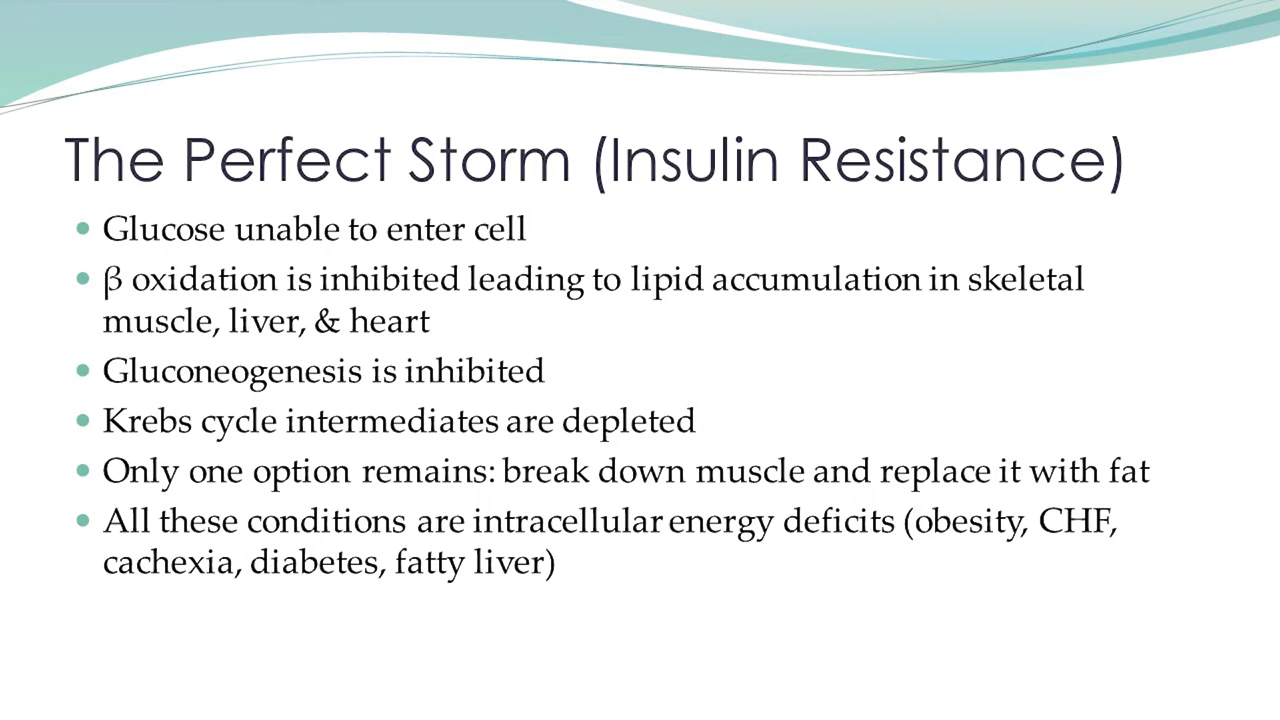 The Perfect Storm (Insulin Resistance)
• Glucose unable to enter cell
• β oxidation is inhibited leading to lipid accumulation in skeletal
muscle, liver, & heart
• Gluconeogenesis is inhibited
• Krebs cycle intermediates are depleted
• Only one option remains: break down muscle and replace it with fat
• All these conditions are intracellular energy deficits (obesity, CHF,
cachexia, diabetes, fatty liver)